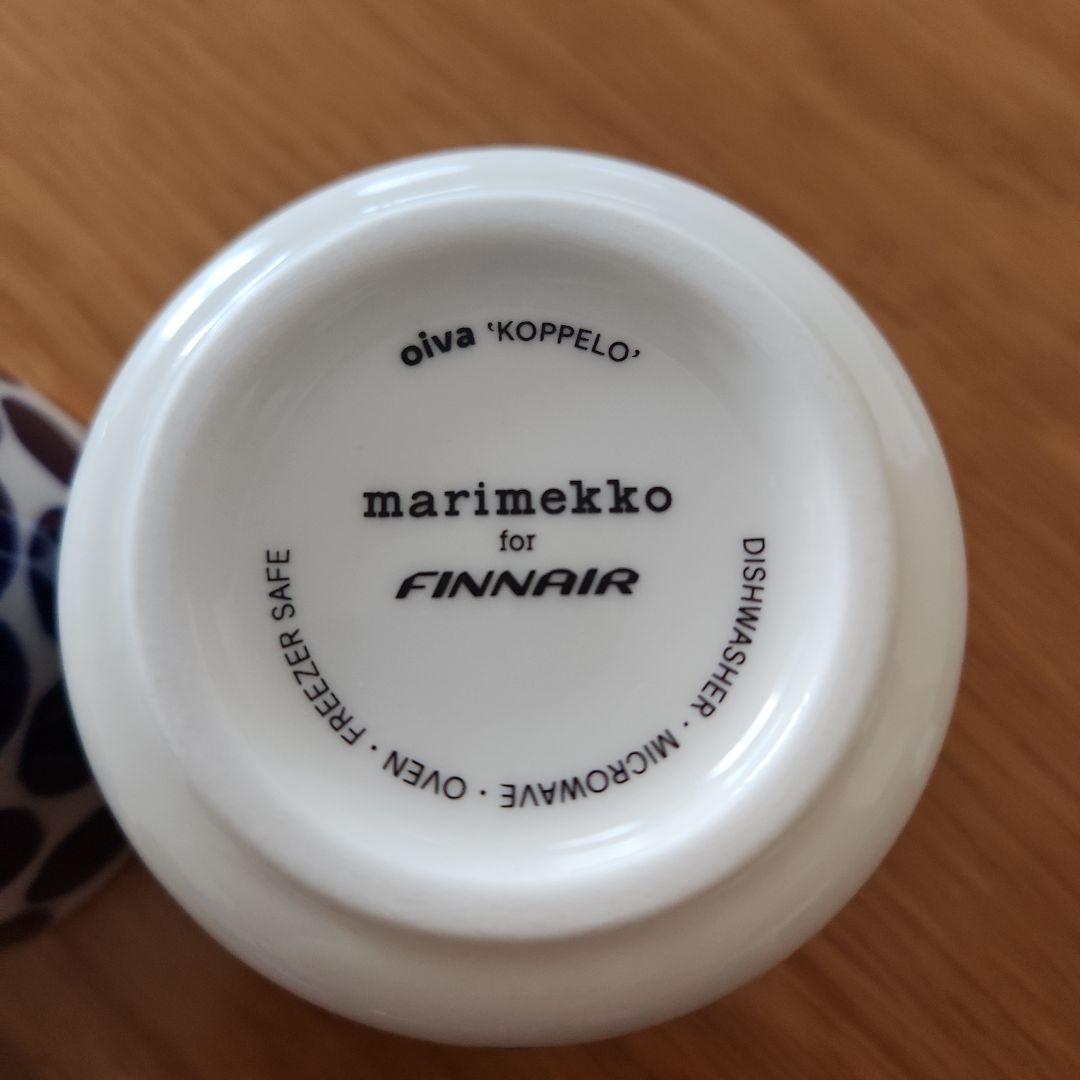 oiva ‘KOPPELO’
marimekko
for
FINNAIR
DISHWASHER · MICROWAVE · OVEN · FREEZER SAFE